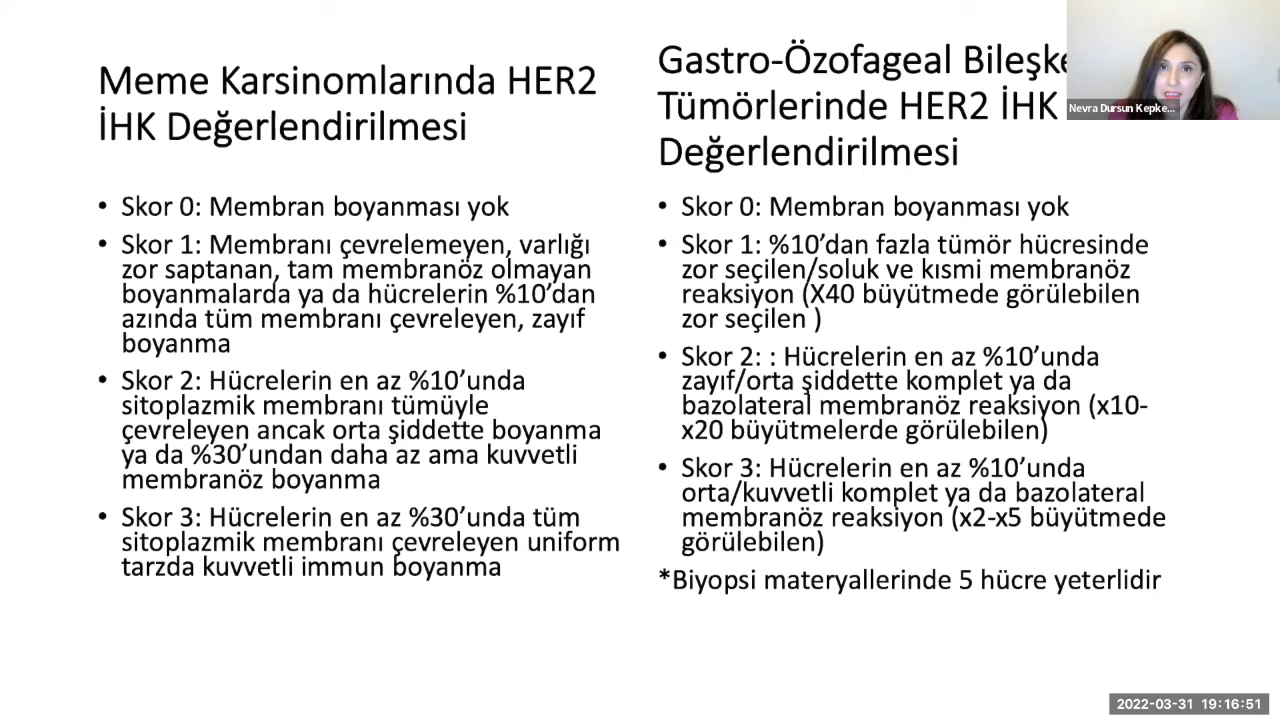 Meme Karsinomlarında HER2
İHK Değerlendirilmesi
• Skor 0: Membran boyanması yok
• Skor 1: Membranı çevrelemeyen, varlığı
zor saptanan, tam membranöz olmayan
boyanmalarda ya da hücrelerin %10’dan
azında tüm membranı çevreleyen, zayıf
boyanma
• Skor 2: Hücrelerin en az %10’unda
sitoplazmik membranı tümüyle
çevreleyen ancak orta şiddette boyanma
ya da %30’undan daha az ama kuvvetli
membranöz boyanma
• Skor 3: Hücrelerin en az %30’unda tüm
sitoplazmik membranı çevreleyen uniform
tarzda kuvvetli immun boyanma
Gastro-Özofageal Bileşke
Tümörlerinde HER2 İHK
Değerlendirilmesi
• Skor 0: Membran boyanması yok
• Skor 1: %10’dan fazla tümör hücresinde
zor seçilen/soluk ve kısmi membranöz
reaksiyon (X40 büyütmede görülebilen
zor seçilen )
• Skor 2: : Hücrelerin en az %10’unda
zayıf/orta şiddette komplet ya da
bazolateral membranöz reaksiyon (x10-
x20 büyütmelerde görülebilen)
• Skor 3: Hücrelerin en az %10’unda
orta/kuvvetli komplet ya da bazolateral
membranöz reaksiyon (x2-x5 büyütmede
görülebilen)
*Biyopsi materyallerinde 5 hücre yeterlidir
Nevra Dursun Kepke...
2022-03-31 19:16:51